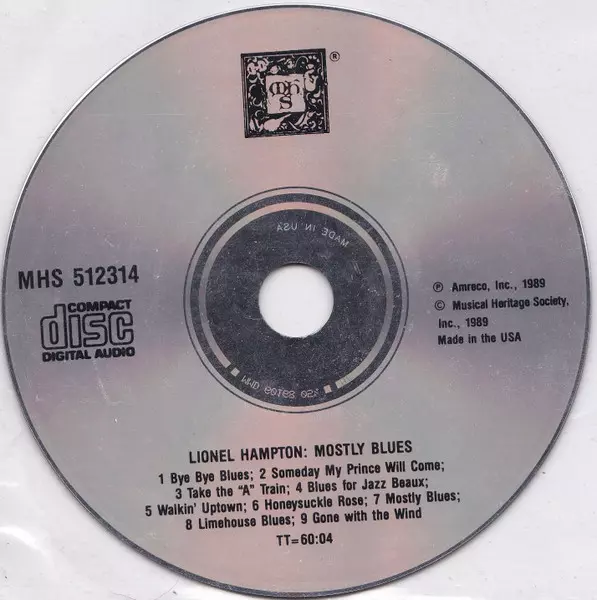 mh
S
®
MADE IN USA
MHS 512314
COMPACT
disc
DIGITAL AUDIO
℗ Amreco, Inc., 1989
© Musical Heritage Society,
Inc., 1989
Made in the USA
LIONEL HAMPTON: MOSTLY BLUES
1 Bye Bye Blues; 2 Someday My Prince Will Come;
3 Take the “A” Train; 4 Blues for Jazz Beaux;
5 Walkin' Uptown; 6 Honeysuckle Rose; 7 Mostly Blues;
8 Limehouse Blues; 9 Gone with the Wind
TT=60:04